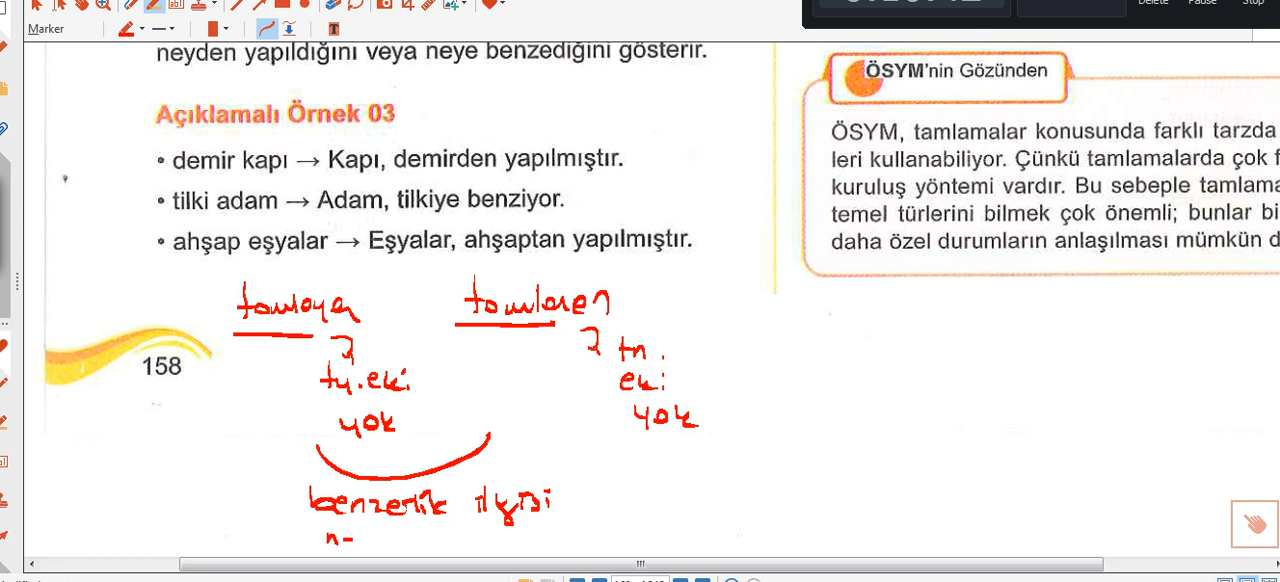 Delete Pause Stop
Marker
neyden yapıldığını veya neye benzediğini gösterir.
Açıklamalı Örnek 03
• demir kapı → Kapı, demirden yapılmıştır.
• tilki adam → Adam, tilkiye benziyor.
• ahşap eşyalar → Eşyalar, ahşaptan yapılmıştır.
tamlayan tamlanan
ty. eki
yok
tn.
eki
yok
benzerlik ilgisi
n-
158
ÖSYM'nin Gözünden
ÖSYM, tamlamalar konusunda farklı tarzda
leri kullanabiliyor. Çünkü tamlamalarda çok f
kuruluş yöntemi vardır. Bu sebeple tamlama
temel türlerini bilmek çok önemli; bunlar bi
daha özel durumların anlaşılması mümkün d